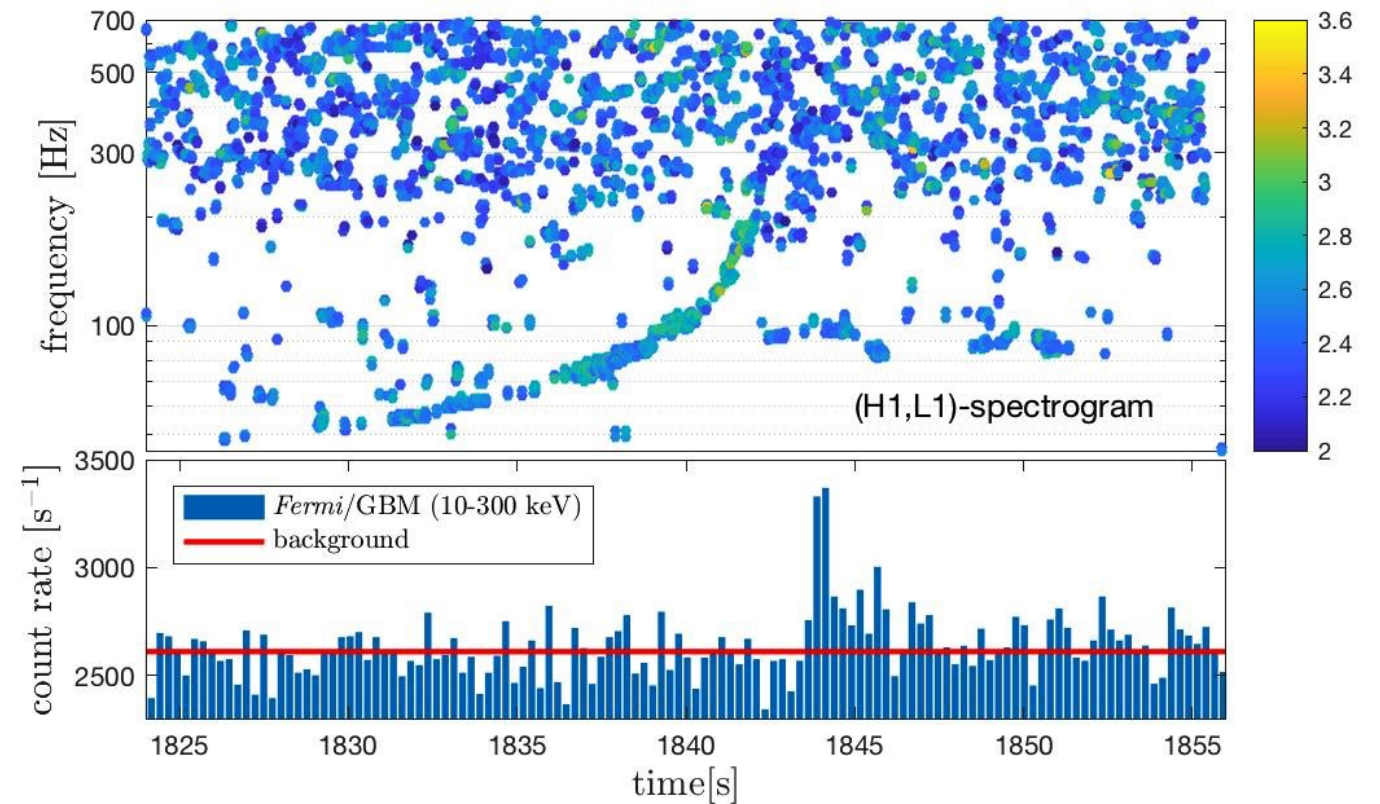 700
500
300
100
frequency [Hz]
(H1,L1)-spectrogram
3.6
3.4
3.2
3
2.8
2.6
2.4
2.2
2
3500
3000
2500
count rate [s⁻¹]
Fermi/GBM (10-300 keV)
background
1825 1830 1835 1840 1845 1850 1855
time[s]